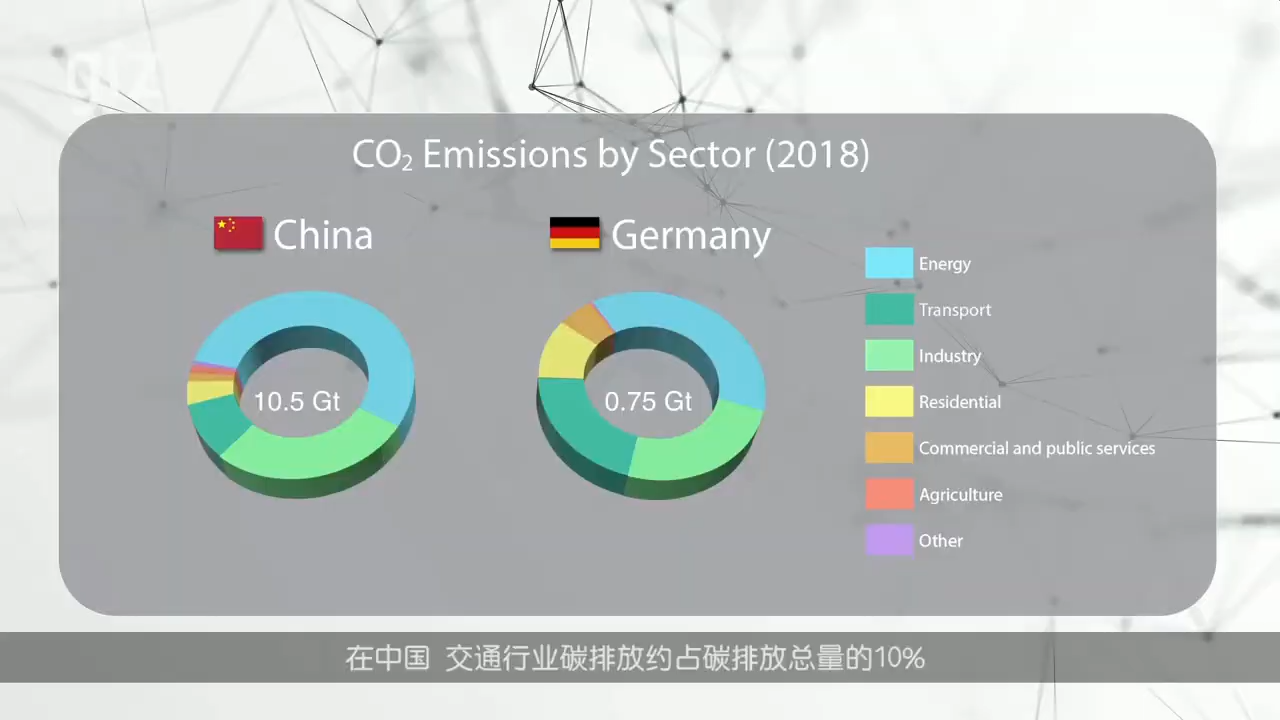 giz
CO₂ Emissions by Sector (2018)
China
Germany
10.5 Gt
0.75 Gt
Energy
Transport
Industry
Residential
Commercial and public services
Agriculture
Other
在中国 交通行业碳排放约占碳排放总量的10%